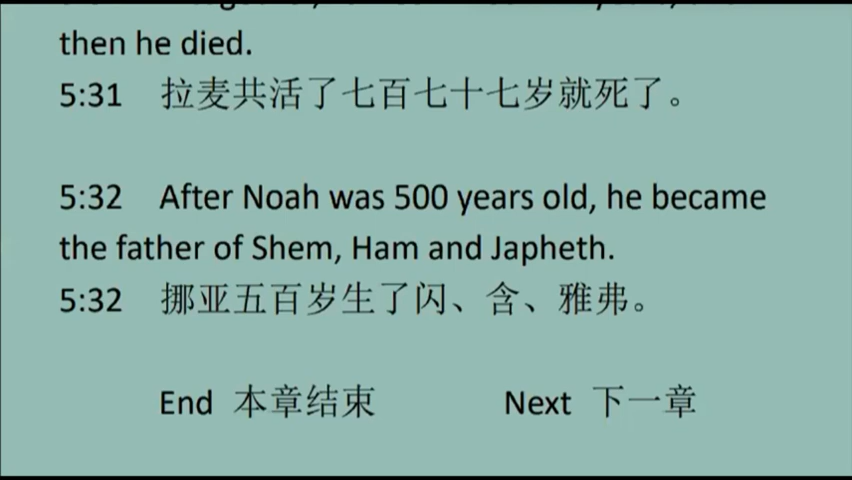 then he died.
5:31 拉麦共活了七百七十七岁就死了。
5:32 After Noah was 500 years old, he became
the father of Shem, Ham and Japheth.
5:32 挪亚五百岁生了闪、含、雅弗。
End 本章结束 Next 下一章